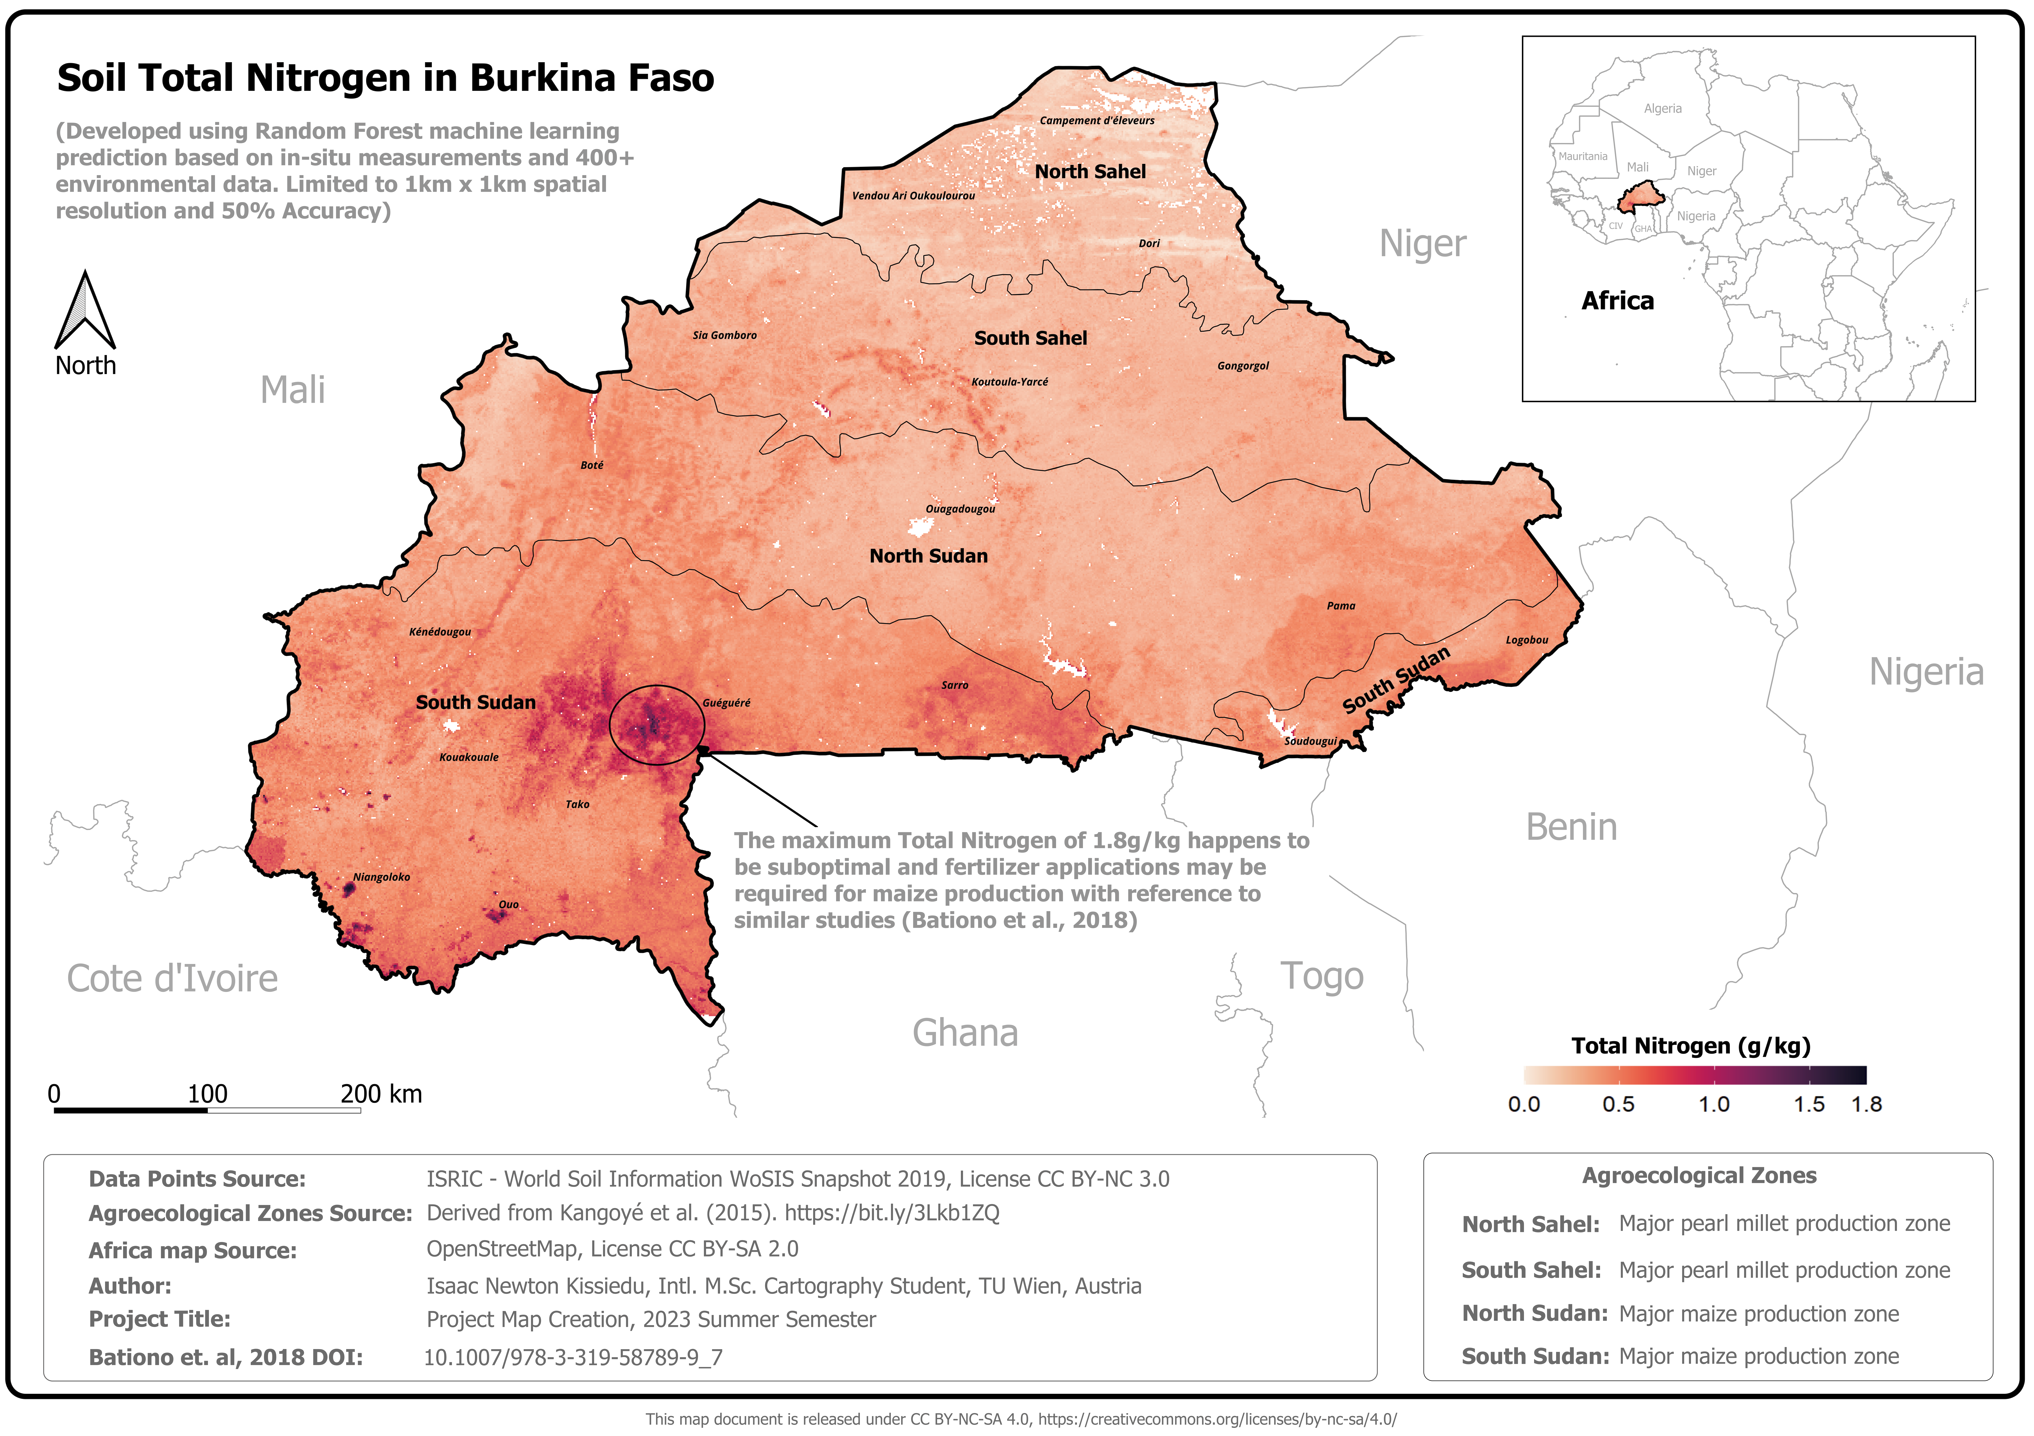 Soil Total Nitrogen in Burkina Faso
(Developed using Random Forest machine learning
prediction based on in-situ measurements and 400+
environmental data. Limited to 1km x 1km spatial
resolution and 50% Accuracy)
North
Mali
Niger
Nigeria
Benin
Togo
Ghana
Cote d'Ivoire
Campement d'éleveurs
North Sahel
Vendou Ari Oukoulourou
Dori
Sia Gomboro
South Sahel
Koutoula-Yarcé
Gongorgol
Boté
Ouagadougou
North Sudan
Pama
Logobou
South Sudan
Soudougui
Kénédougou
South Sudan
Guéguéré
Sarro
Kouakouale
Tako
Niangoloko
Ouo
The maximum Total Nitrogen of 1.8g/kg happens to
be suboptimal and fertilizer applications may be
required for maize production with reference to
similar studies (Bationo et al., 2018)
Algeria
Mauritania
Mali
Niger
Nigeria
CIV
GHA
Africa
0 100 200 km
Total Nitrogen (g/kg)
0.0 0.5 1.0 1.5 1.8
Data Points Source: ISRIC - World Soil Information WoSIS Snapshot 2019, License CC BY-NC 3.0
Agroecological Zones Source: Derived from Kangoyé et al. (2015). https://bit.ly/3Lkb1ZQ
Africa map Source: OpenStreetMap, License CC BY-SA 2.0
Author: Isaac Newton Kissiedu, Intl. M.Sc. Cartography Student, TU Wien, Austria
Project Title: Project Map Creation, 2023 Summer Semester
Bationo et. al, 2018 DOI: 10.1007/978-3-319-58789-9_7
Agroecological Zones
North Sahel: Major pearl millet production zone
South Sahel: Major pearl millet production zone
North Sudan: Major maize production zone
South Sudan: Major maize production zone
This map document is released under CC BY-NC-SA 4.0, https://creativecommons.org/licenses/by-nc-sa/4.0/